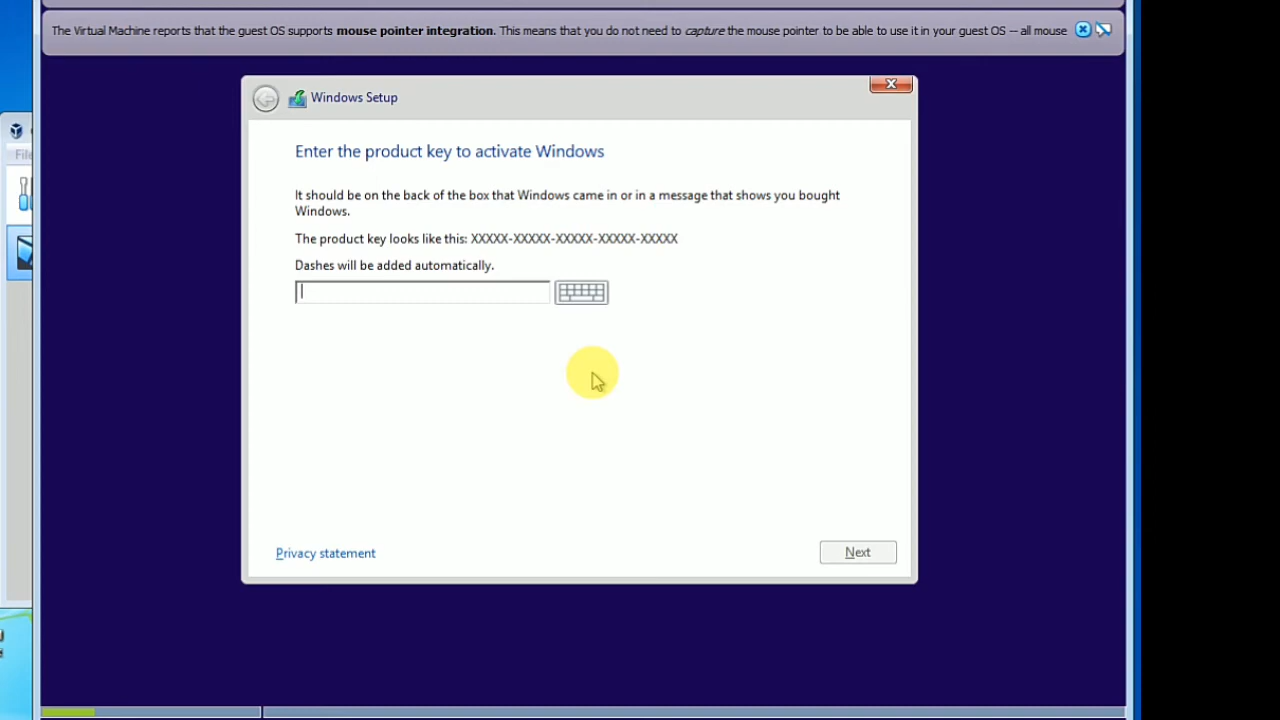 The Virtual Machine reports that the guest OS supports mouse pointer integration. This means that you do not need to capture the mouse pointer to be able to use it in your guest OS -- all mouse
Windows Setup
File
Enter the product key to activate Windows
It should be on the back of the box that Windows came in or in a message that shows you bought
Windows.
The product key looks like this: XXXXX-XXXXX-XXXXX-XXXXX-XXXXX
Dashes will be added automatically.
Privacy statement
Next